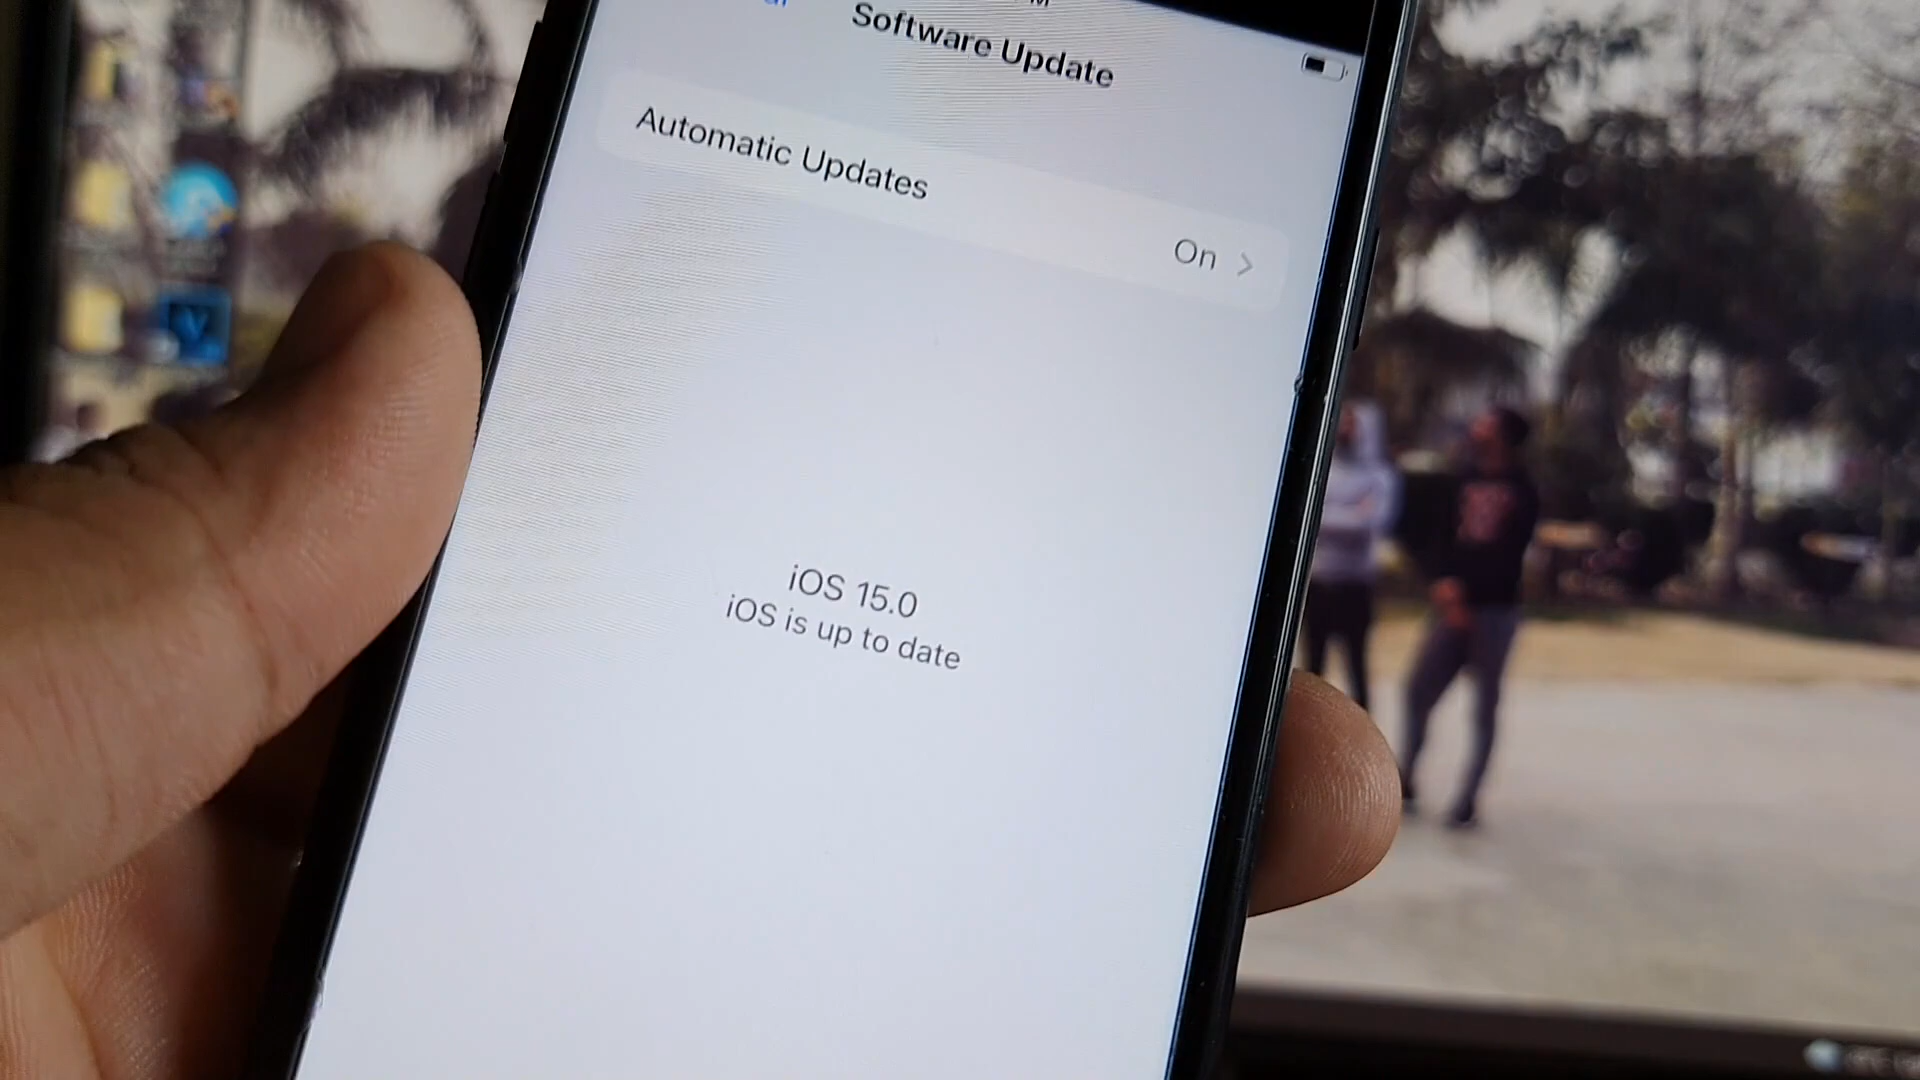 Software Update
Automatic Updates
On
iOS 15.0
iOS is up to date